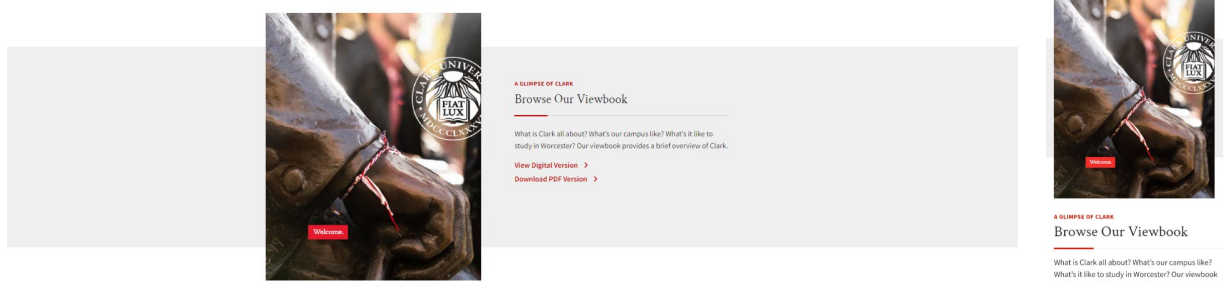 CLARK UNIVERSITY
FIAT
LUX
Welcome.
A GLIMPSE OF CLARK
Browse Our Viewbook
What is Clark all about? What's our campus like? What's it like to
study in Worcester? Our viewbook provides a brief overview of Clark.
View Digital Version >
Download PDF Version >
FIAT
LUX
Welcome.
A GLIMPSE OF CLARK
Browse Our Viewbook
What is Clark all about? What's our campus like?
What's it like to study in Worcester? Our viewbook